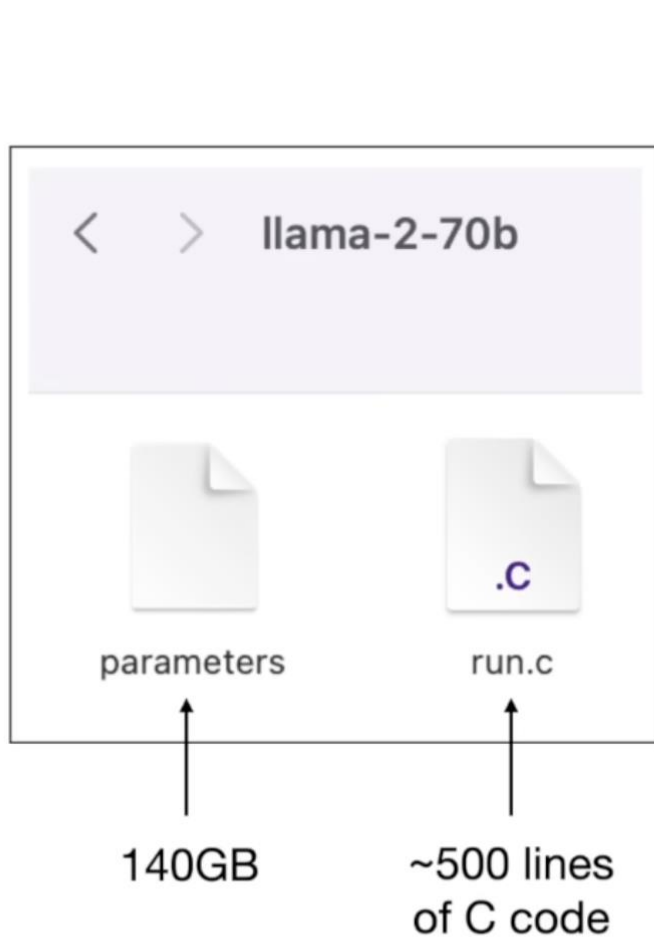 llama-2-70b
.C
parameters
run.c
140GB
~500 lines
of C code